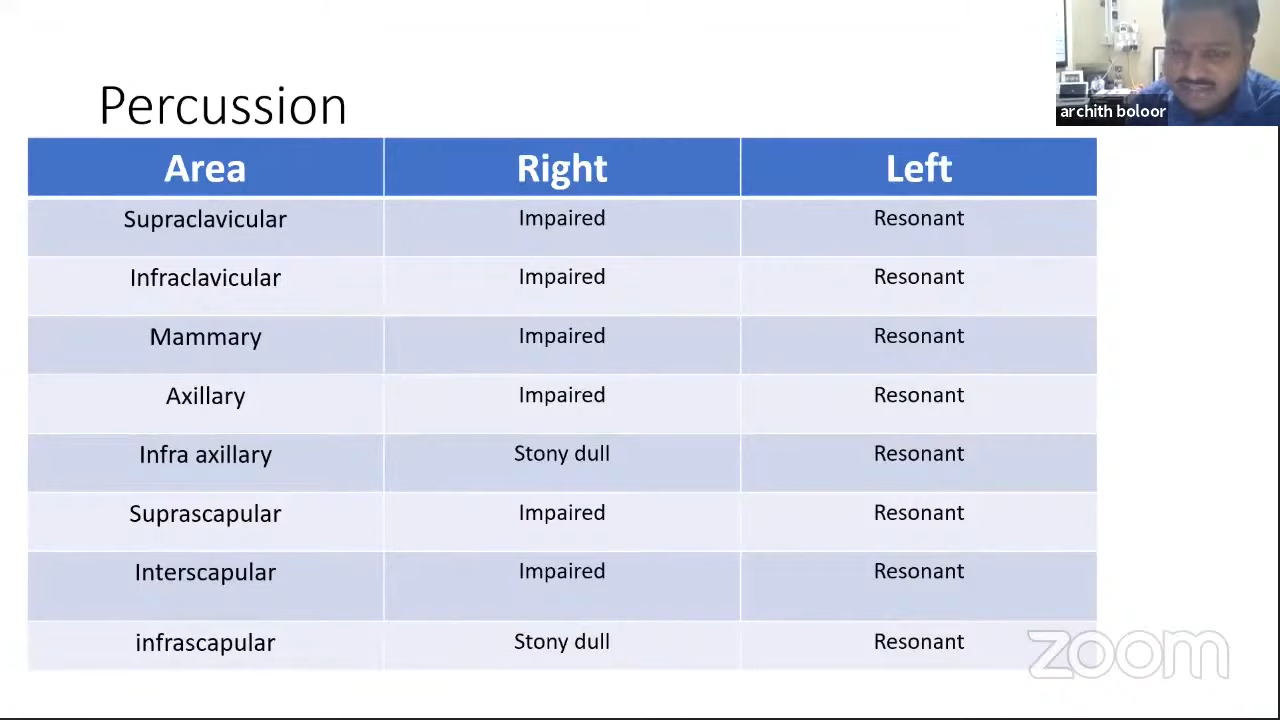 archith boloor
Percussion
Area Right Left
Supraclavicular Impaired Resonant
Infraclavicular Impaired Resonant
Mammary Impaired Resonant
Axillary Impaired Resonant
Infra axillary Stony dull Resonant
Suprascapular Impaired Resonant
Interscapular Impaired Resonant
infrascapular Stony dull Resonant
zoom